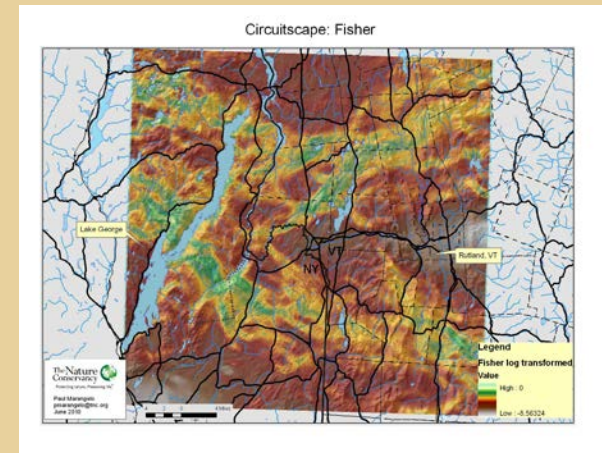 Circuitscape: Fisher
Lake George
VT
NY
Rutland, VT
Legend
Fisher log transformed
Value
High : 0
Low : -8.56324
The Nature
Conservancy
Protecting nature. Preserving life.
Paul Marangelo
pmarangelo@tnc.org
June 2010